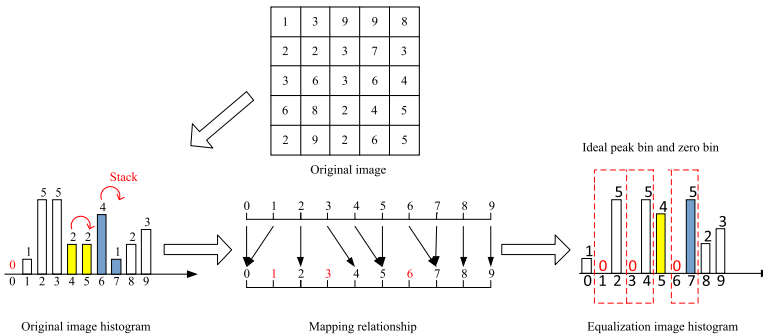 1 3 9 9 8
2 2 3 7 3
3 6 3 6 4
6 8 2 4 5
2 9 2 6 5
Original image
Ideal peak bin and zero bin
Stack
0 1 5 5 2 2 4 1 2 3
0 1 2 3 4 5 6 7 8 9
0 1 2 3 4 5 6 7 8 9
0 1 2 3 4 5 6 7 8 9
1 0 5 0 5 4 0 5 2 3
0 1 2 3 4 5 6 7 8 9
Original image histogram
Mapping relationship
Equalization image histogram